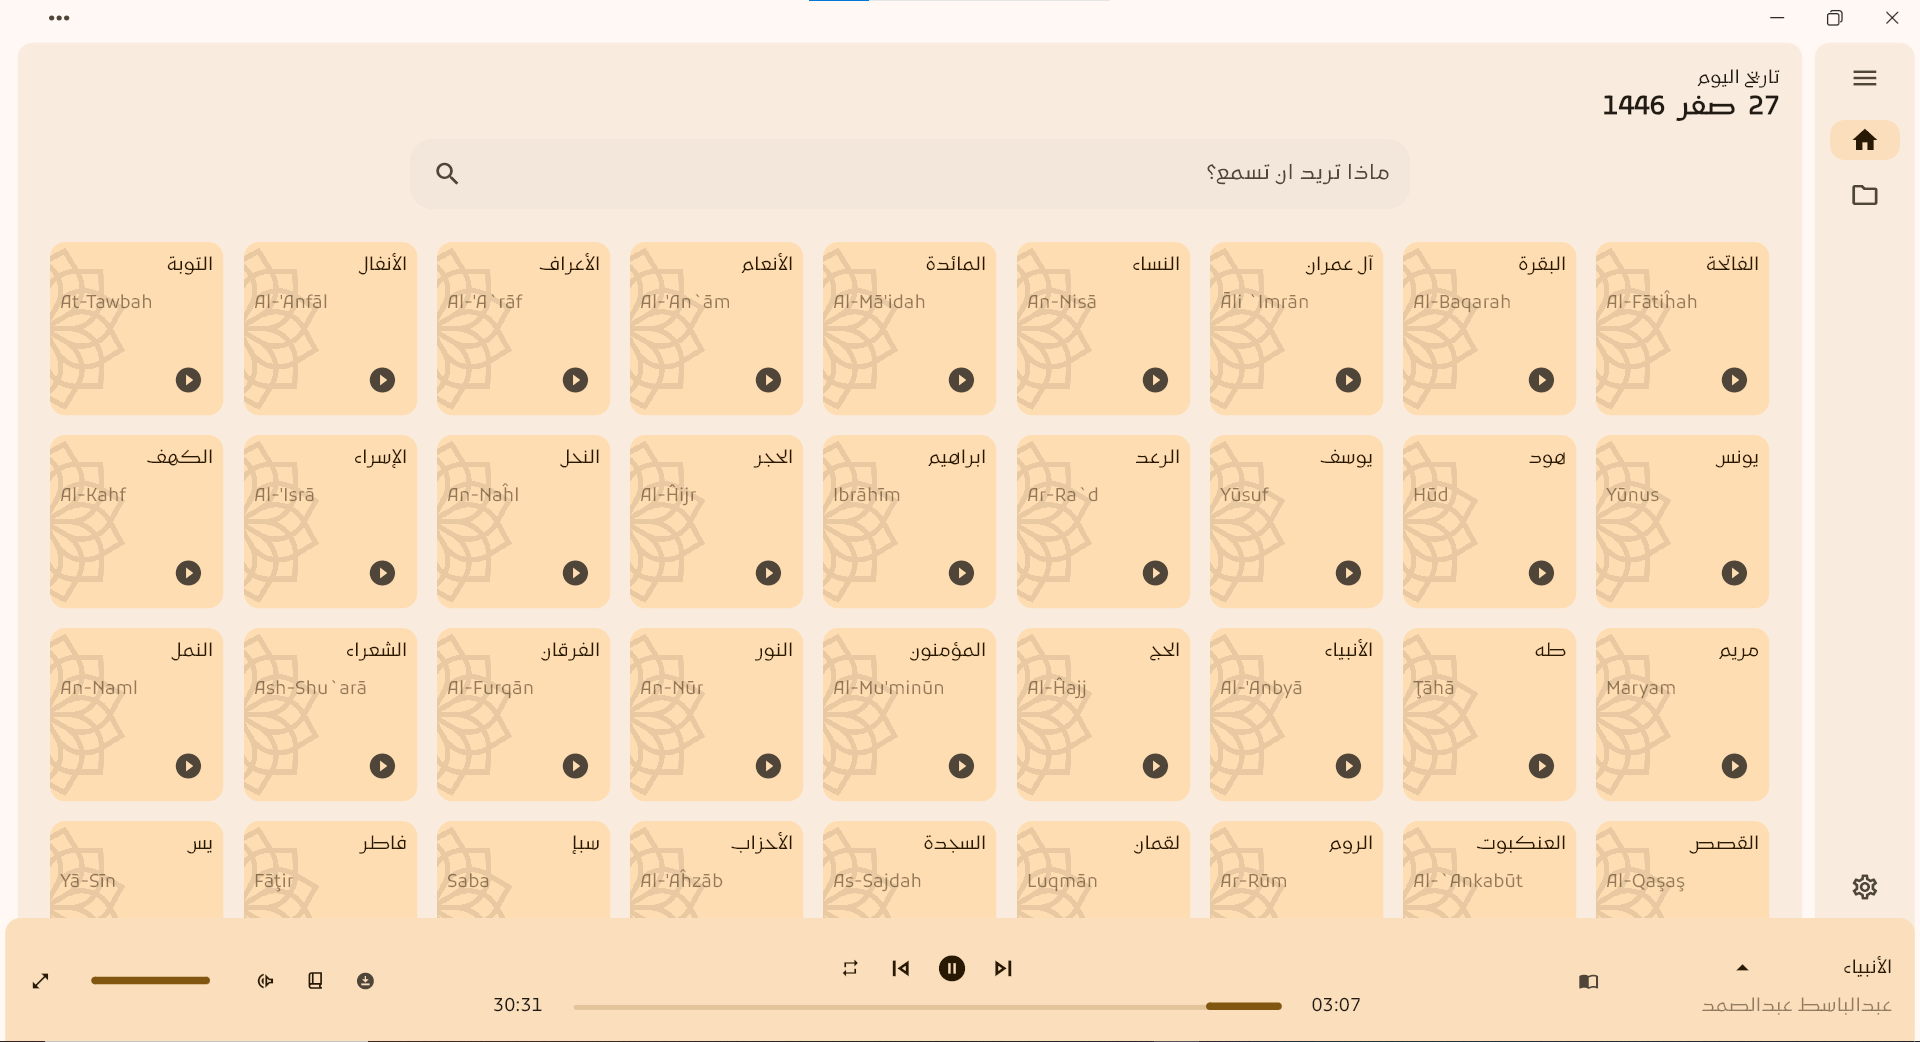 تاريخ اليوم
27 صفر 1446
ماذا تريد ان تسمع؟
الفاتحة
Al-Fātiĥah
البقرة
Al-Baqarah
آل عمران
Āli `Imrān
النساء
An-Nisā
المائدة
Al-Mā'idah
الأنعام
Al-'An`ām
الأعراف
Al-'A`rāf
الأنفال
Al-'Anfāl
التوبة
At-Tawbah
يونس
Yūnus
هود
Hūd
يوسف
Yūsuf
الرعد
Ar-Ra`d
ابراهيم
Ibrāhīm
الحجر
Al-Ĥijr
النحل
An-Naĥl
الإسراء
Al-'Isrā
الكهف
Al-Kahf
مريم
Maryam
طه
Ţāhā
الأنبياء
Al-'Anbyā
الحج
Al-Ĥajj
المؤمنون
Al-Mu'minūn
النور
An-Nūr
الفرقان
Al-Furqān
الشعراء
Ash-Shu`arā
النمل
An-Naml
القصص
Al-Qaşaş
العنكبوت
Al-`Ankabūt
الروم
Ar-Rūm
لقمان
Luqmān
السجدة
As-Sajdah
الأحزاب
Al-'Aĥzāb
سبإ
Saba
فاطر
Fāţir
يس
Yā-Sīn
الأنبياء
عبدالباسط عبدالصمد
03:07
30:31